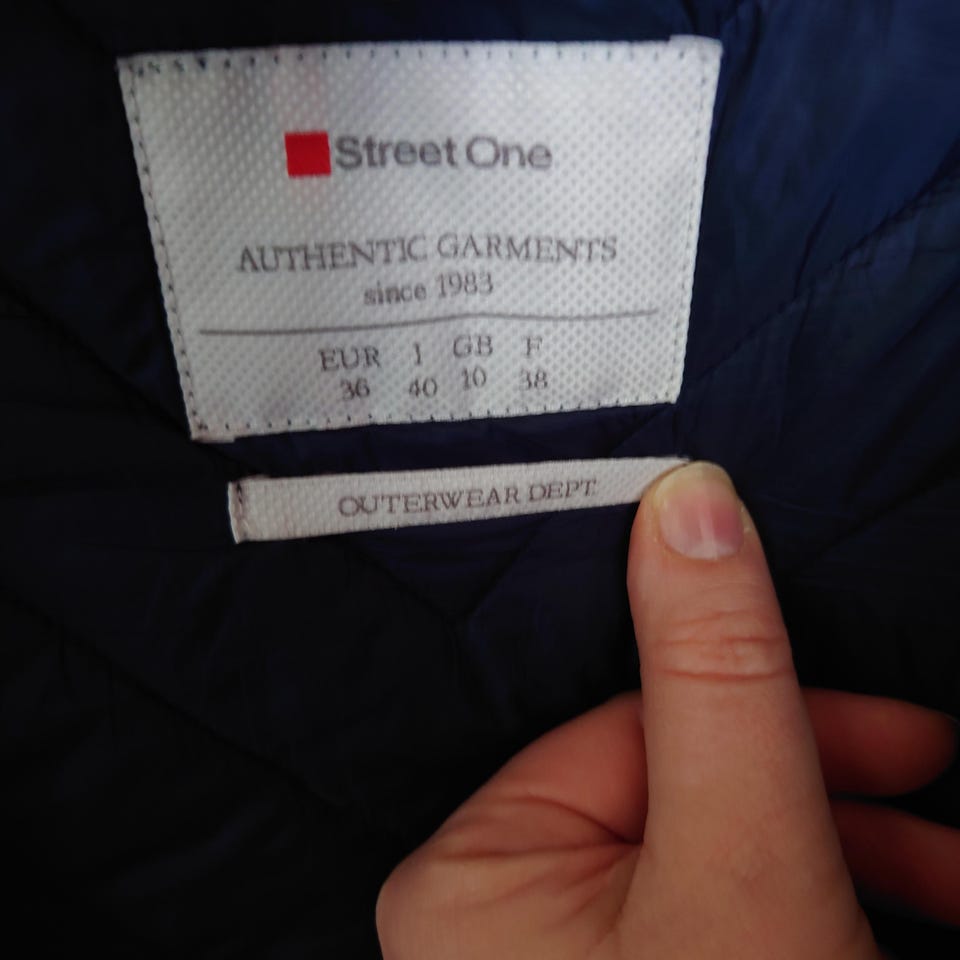 Street One
AUTHENTIC GARMENTS
since 1983
EUR I GB F
36 40 10 38
OUTERWEAR DEPT.